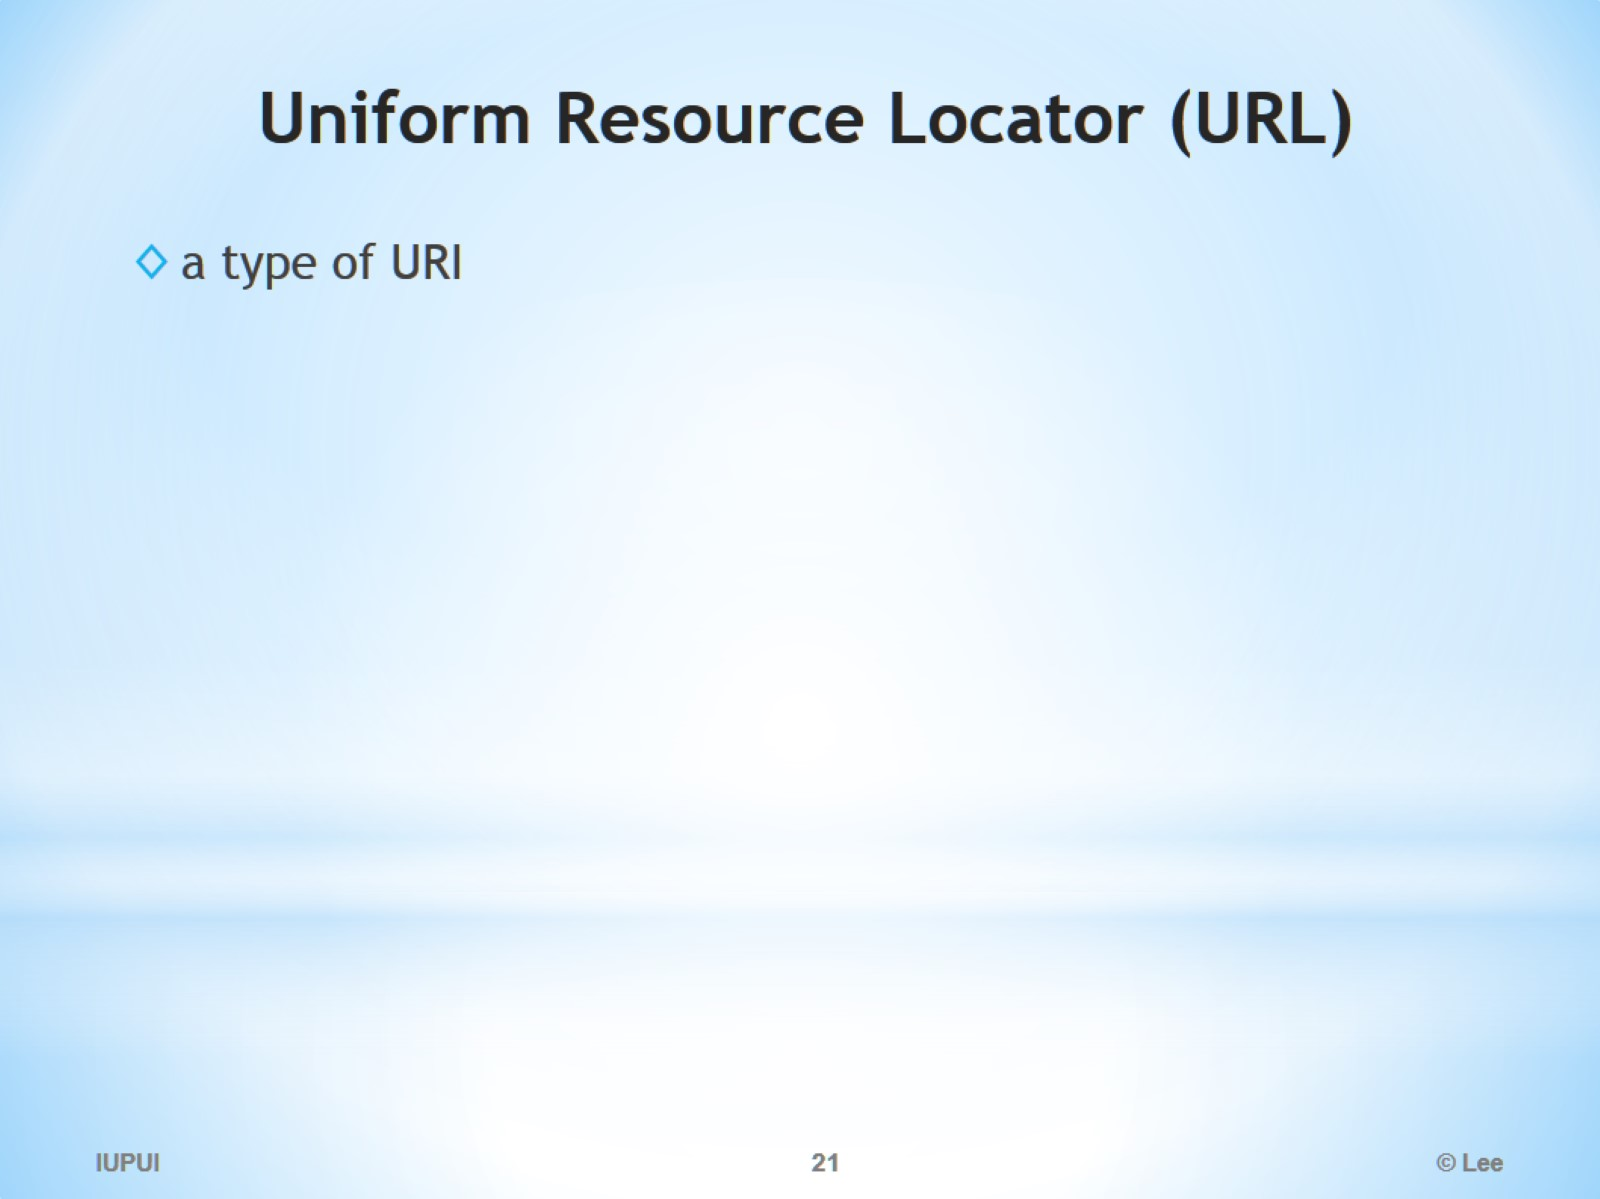 Uniform Resource Locator (URL)
a type of URI
IUPUI 21 © Lee